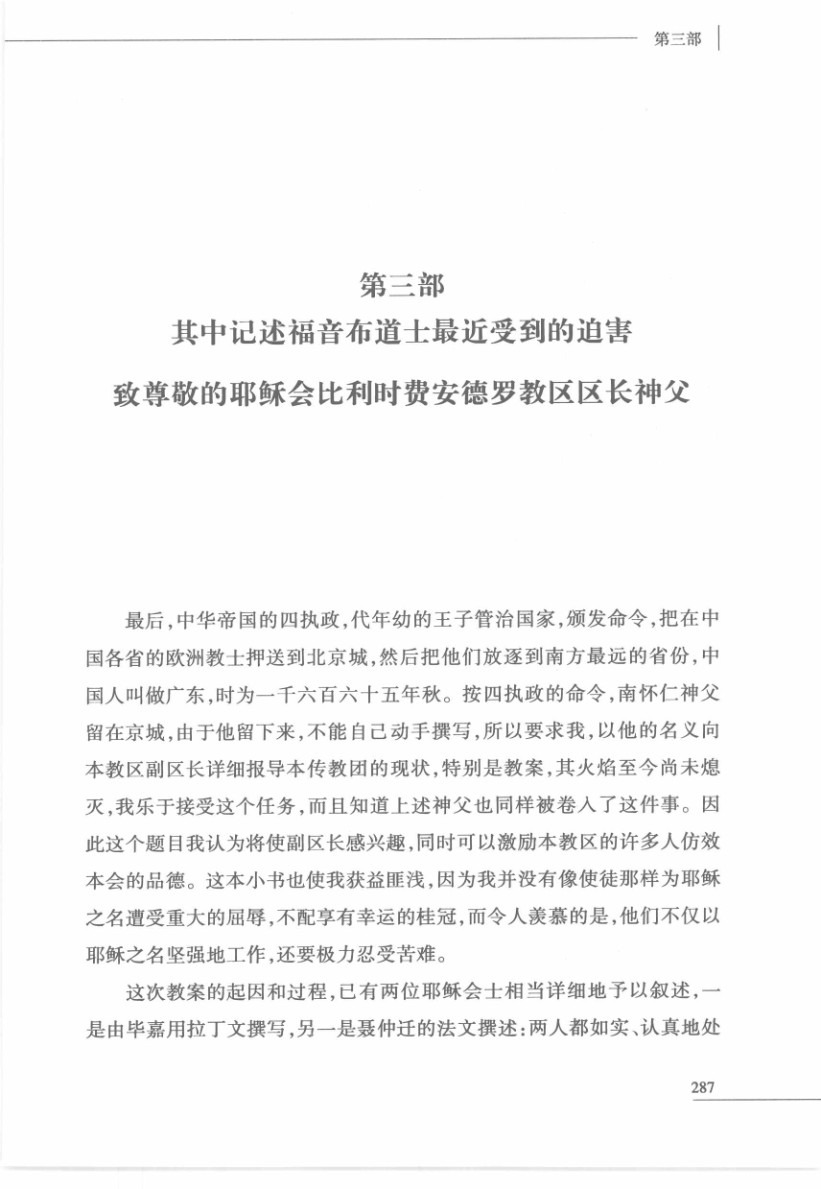 第三部
第三部
其中记述福音布道士最近受到的迫害
致尊敬的耶稣会比利时费安德罗教区区长神父
最后,中华帝国的四执政,代年幼的王子管治国家,颁发命令,把在中
国各省的欧洲教士押送到北京城,然后把他们放逐到南方最远的省份,中
国人叫做广东,时为一千六百六十五年秋。按四执政的命令,南怀仁神父
留在京城,由于他留下来,不能自己动手撰写,所以要求我,以他的名义向
本教区副区长详细报导本传教团的现状,特别是教案,其火焰至今尚未熄
灭,我乐于接受这个任务,而且知道上述神父也同样被卷入了这件事。因
此这个题目我认为将使副区长感兴趣,同时可以激励本教区的许多人仿效
本会的品德。这本小书也使我获益匪浅,因为我并没有像使徒那样为耶稣
之名遭受重大的屈辱,不配享有幸运的桂冠,而令人羡慕的是,他们不仅以
耶稣之名坚强地工作,还要极力忍受苦难。
这次教案的起因和过程,已有两位耶稣会士相当详细地予以叙述,一
是由毕嘉用拉丁文撰写,另一是聂仲迁的法文撰述:两人都如实、认真地处
287